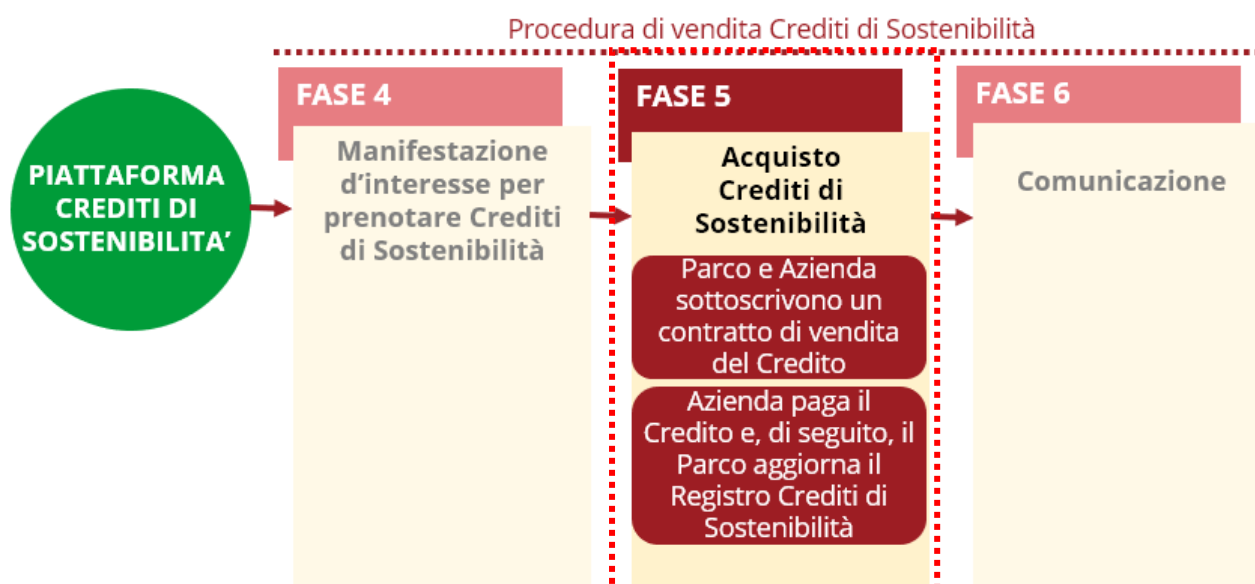 Procedura di vendita Crediti di Sostenibilità
PIATTAFORMA
CREDITI DI
SOSTENIBILITA’
FASE 4
Manifestazione
d’interesse per
prenotare Crediti
di Sostenibilità
FASE 5
Acquisto
Crediti di
Sostenibilità
Parco e Azienda
sottoscrivono un
contratto di vendita
del Credito
Azienda paga il
Credito e, di seguito, il
Parco aggiorna il
Registro Crediti di
Sostenibilità
FASE 6
Comunicazione